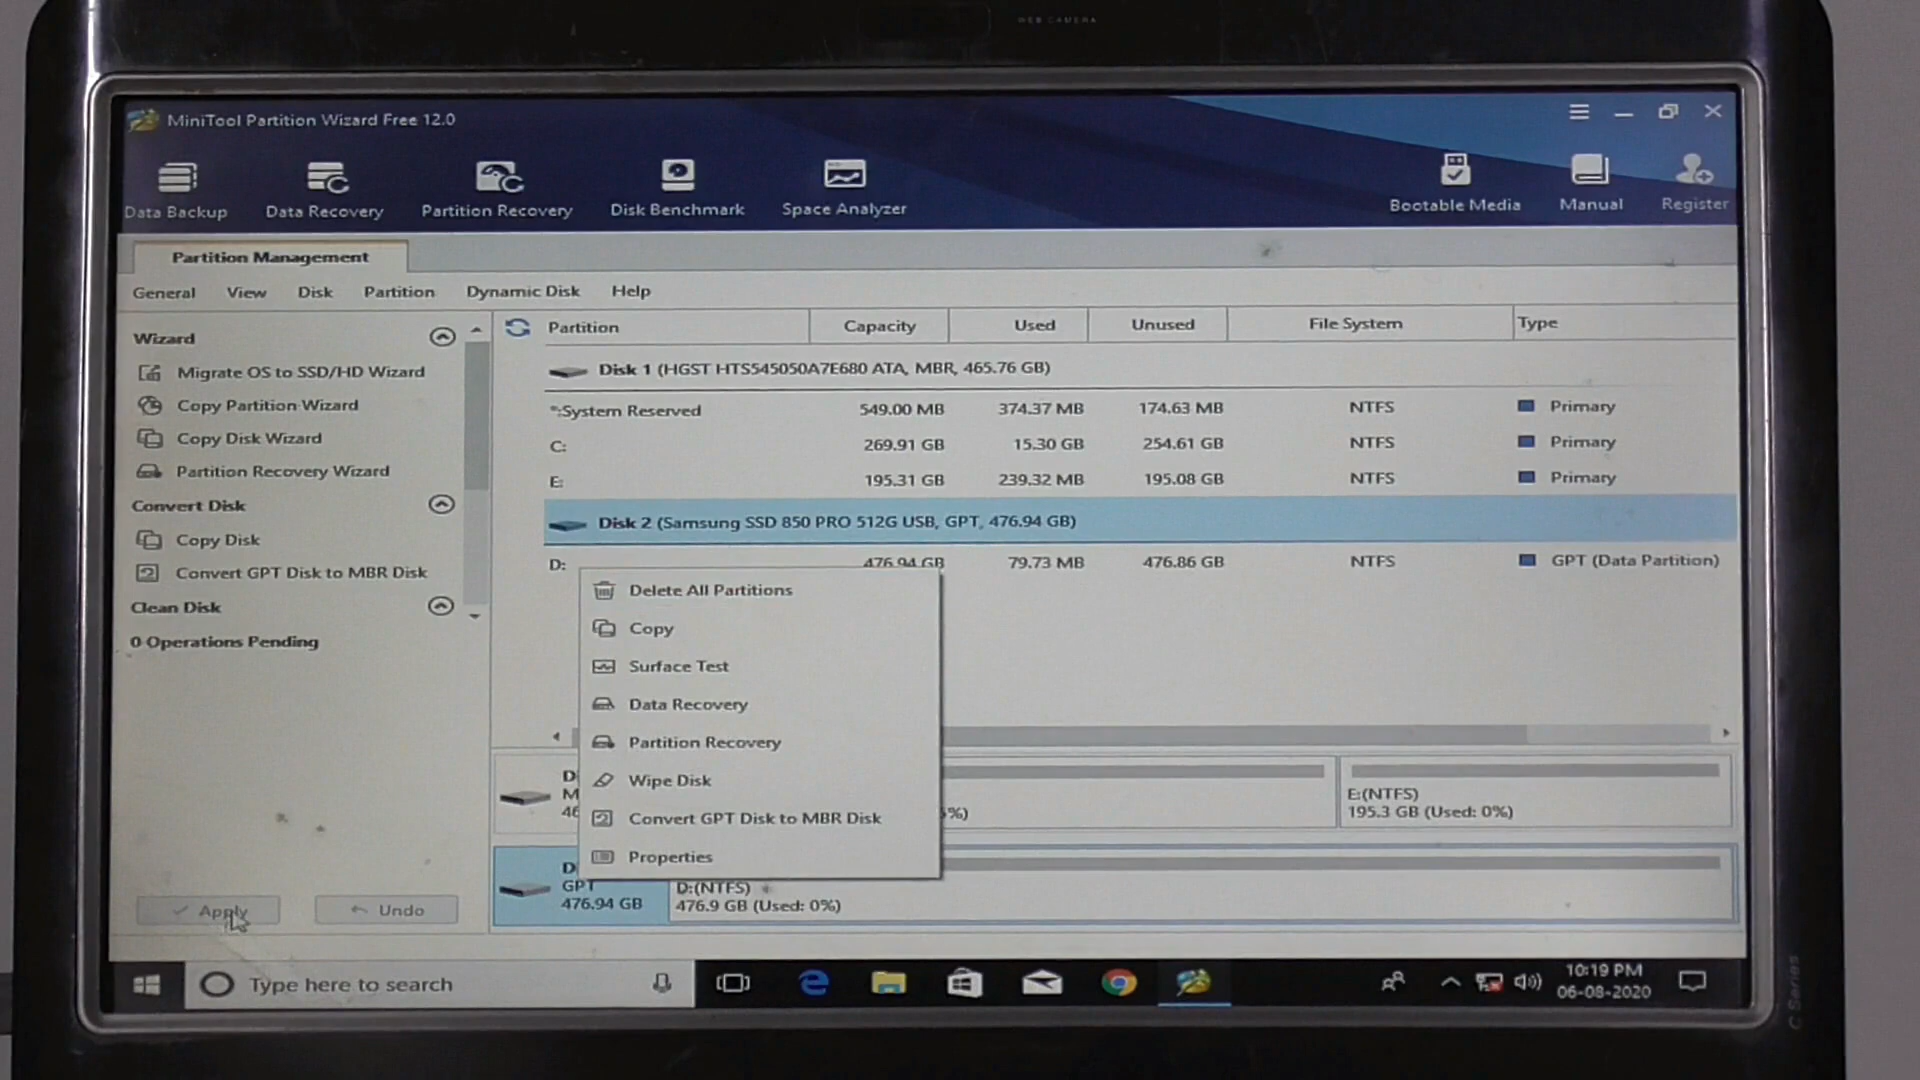 WEB CAMERA
MiniTool Partition Wizard Free 12.0
Data Backup Data Recovery Partition Recovery Disk Benchmark Space Analyzer Bootable Media Manual Register
Partition Management
General View Disk Partition Dynamic Disk Help
Wizard
Migrate OS to SSD/HD Wizard
Copy Partition Wizard
Copy Disk Wizard
Partition Recovery Wizard
Convert Disk
Copy Disk
Convert GPT Disk to MBR Disk
Clean Disk
0 Operations Pending
Apply Undo
Partition Capacity Used Unused File System Type
Disk 1 (HGST HTS545050A7E680 ATA, MBR, 465.76 GB)
*:System Reserved 549.00 MB 374.37 MB 174.63 MB NTFS Primary
C: 269.91 GB 15.30 GB 254.61 GB NTFS Primary
E: 195.31 GB 239.32 MB 195.08 GB NTFS Primary
Disk 2 (Samsung SSD 850 PRO 512G USB, GPT, 476.94 GB)
D: 476.94 GB 79.73 MB 476.86 GB NTFS GPT (Data Partition)
Delete All Partitions
Copy
Surface Test
Data Recovery
Partition Recovery
Wipe Disk
Convert GPT Disk to MBR Disk
Properties
E:(NTFS)
195.3 GB (Used: 0%)
GPT
476.94 GB
D:(NTFS)
476.9 GB (Used: 0%)
Type here to search
10:19 PM
06-08-2020
C Series